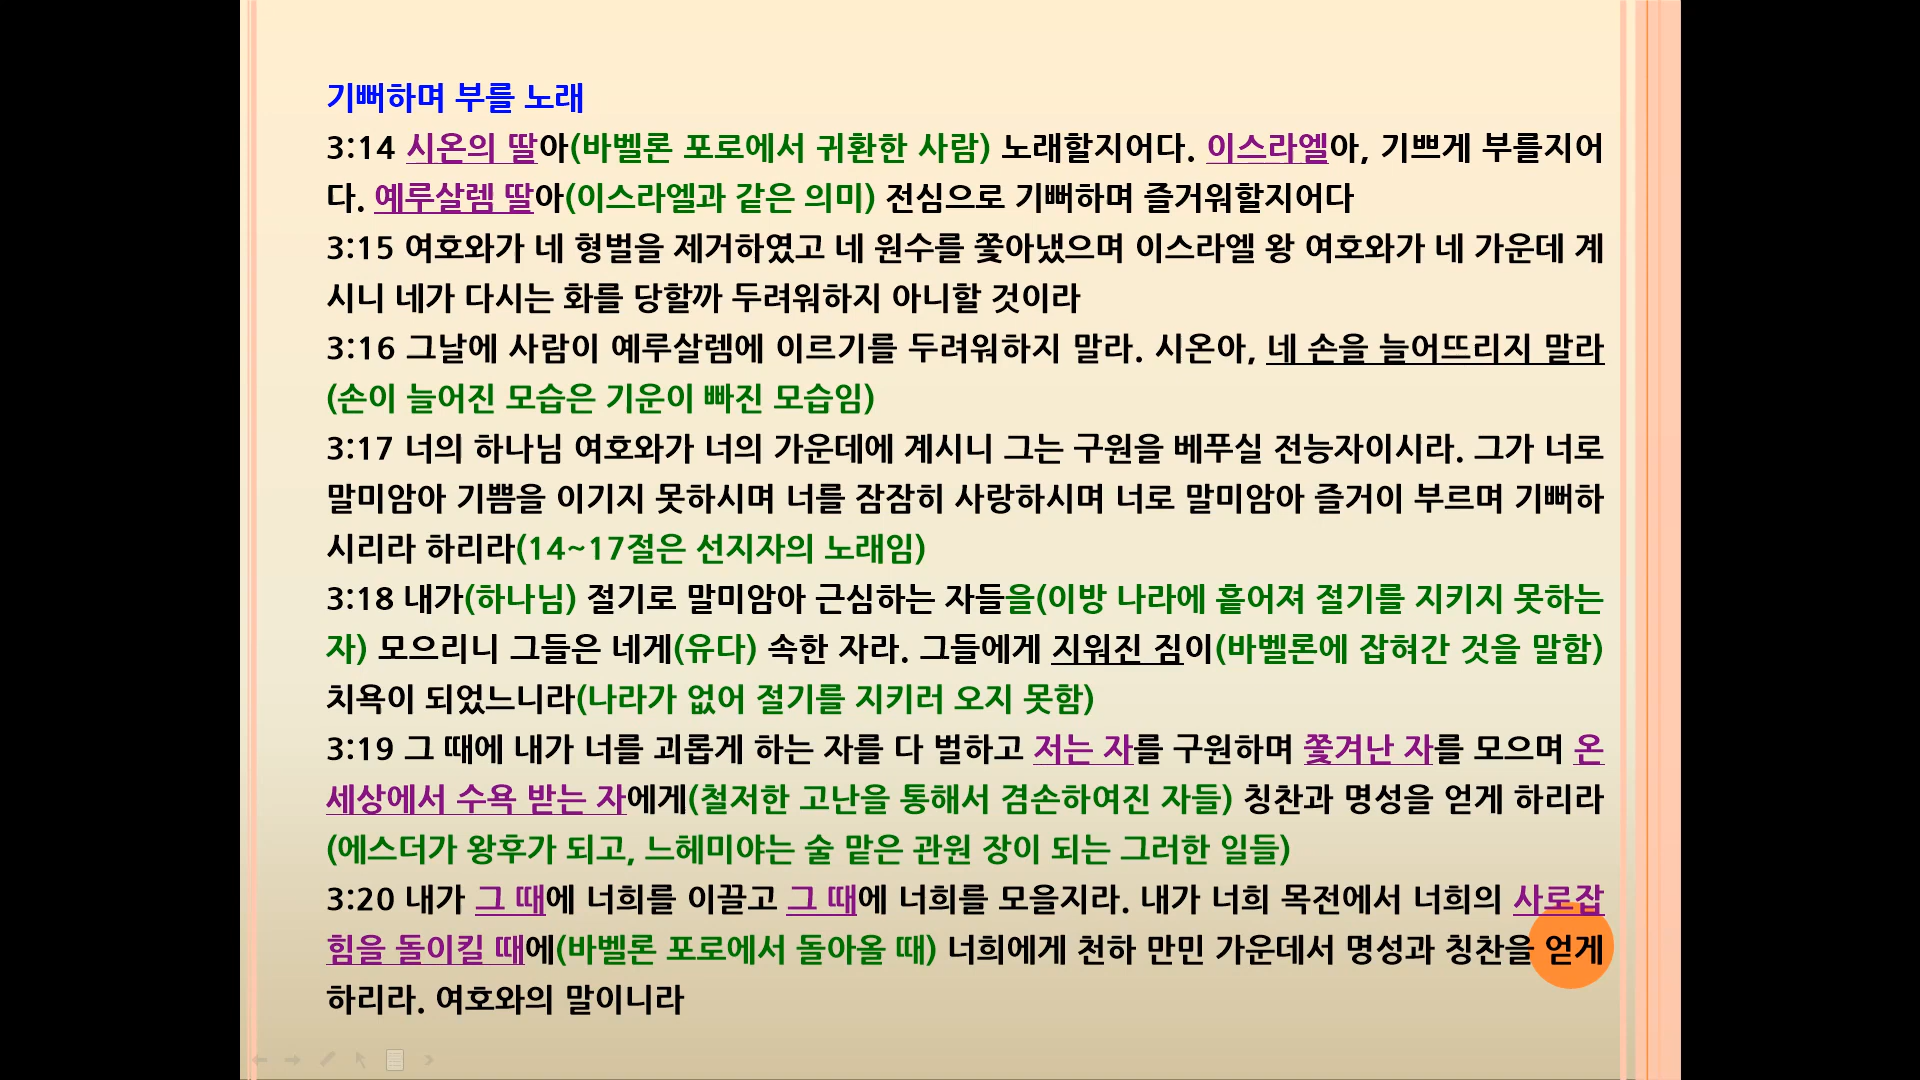 기뻐하며 부를 노래
3:14 시온의 딸아(바벨론 포로에서 귀환한 사람) 노래할지어다. 이스라엘아, 기쁘게 부를지어
다. 예루살렘 딸아(이스라엘과 같은 의미) 전심으로 기뻐하며 즐거워할지어다
3:15 여호와가 네 형벌을 제거하였고 네 원수를 쫓아냈으며 이스라엘 왕 여호와가 네 가운데 계
시니 네가 다시는 화를 당할까 두려워하지 아니할 것이라
3:16 그날에 사람이 예루살렘에 이르기를 두려워하지 말라. 시온아, 네 손을 늘어뜨리지 말라
(손이 늘어진 모습은 기운이 빠진 모습임)
3:17 너의 하나님 여호와가 너의 가운데에 계시니 그는 구원을 베푸실 전능자이시라. 그가 너로
말미암아 기쁨을 이기지 못하시며 너를 잠잠히 사랑하시며 너로 말미암아 즐거이 부르며 기뻐하
시리라 하리라(14~17절은 선지자의 노래임)
3:18 내가(하나님) 절기로 말미암아 근심하는 자들을(이방 나라에 흩어져 절기를 지키지 못하는
자) 모으리니 그들은 네게(유다) 속한 자라. 그들에게 지워진 짐이(바벨론에 잡혀간 것을 말함)
치욕이 되었느니라(나라가 없어 절기를 지키러 오지 못함)
3:19 그 때에 내가 너를 괴롭게 하는 자를 다 벌하고 저는 자를 구원하며 쫓겨난 자를 모으며 온
세상에서 수욕 받는 자에게(철저한 고난을 통해서 겸손하여진 자들) 칭찬과 명성을 얻게 하리라
(에스더가 왕후가 되고, 느헤미야는 술 맡은 관원 장이 되는 그러한 일들)
3:20 내가 그 때에 너희를 이끌고 그 때에 너희를 모을지라. 내가 너희 목전에서 너희의 사로잡
힘을 돌이킬 때에(바벨론 포로에서 돌아올 때) 너희에게 천하 만민 가운데서 명성과 칭찬을 얻게
하리라. 여호와의 말이니라